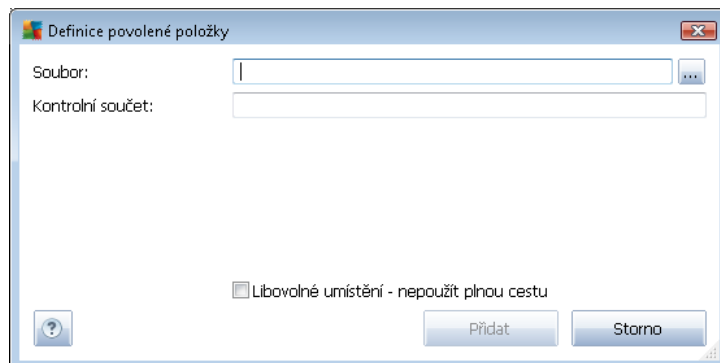 Definice povolené položky
Soubor:
...
Kontrolní součet:
Libovolné umístění - nepoužít plnou cestu
?
Přidat
Storno